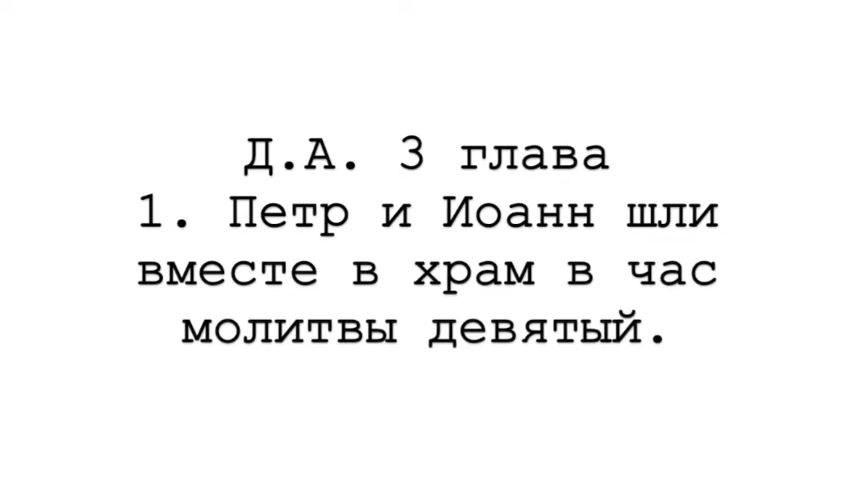 Д.А. 3 глава
1. Петр и Иоанн шли
вместе в храм в час
молитвы девятый.